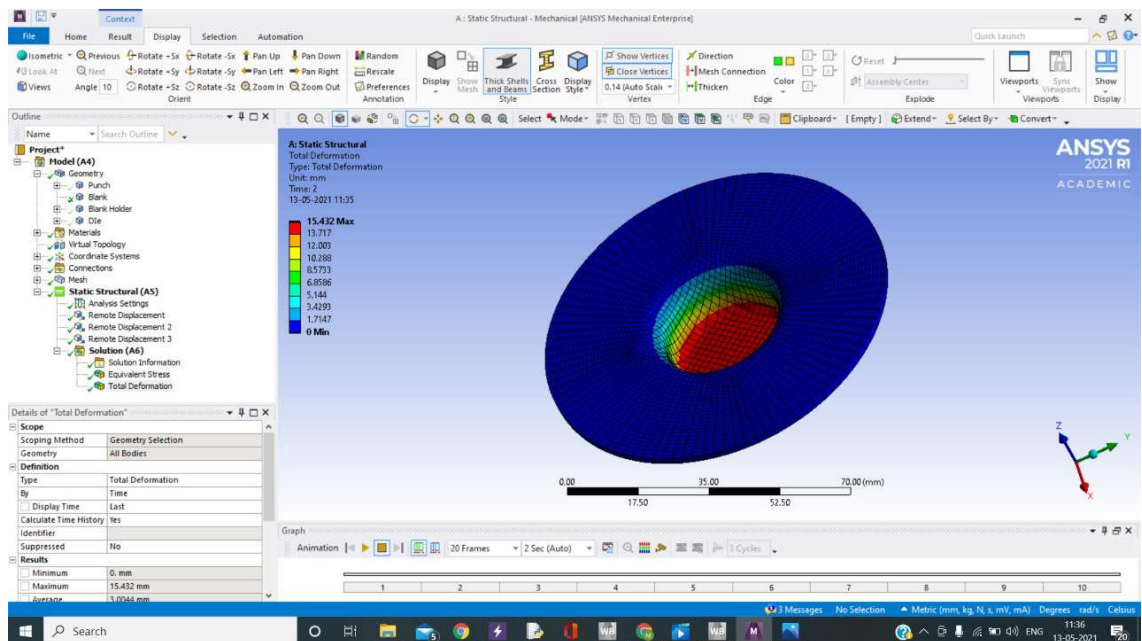 Context
A : Static Structural - Mechanical [ANSYS Mechanical Enterprise]
File Home Result Display Selection Automation Quick Launch
Isometric Previous Rotate +Sx Rotate -Sx Pan Up Pan Down Random Show Vertices Direction Reset
Look At Next Rotate +Sy Rotate -Sy Pan Left Pan Right Rescale Close Vertices Mesh Connection Assembly Center
Views Angle 10 Rotate +Sz Rotate -Sz Zoom In Zoom Out Preferences 0.14 (Auto Scale Thicken
Display Show Mesh Thick Shells and Beams Cross Section Display Style Color Viewports Sync Viewports Show
Orient Annotation Style Vertex Edge Explode Viewports Display
Outline
Select Mode Clipboard [Empty] Extend Select By Convert
Name Search Outline
Project*
Model (A4)
Geometry
Punch
Blank
Blank Holder
DIe
Materials
Virtual Topology
Coordinate Systems
Connections
Mesh
Static Structural (A5)
Analysis Settings
Remote Displacement
Remote Displacement 2
Remote Displacement 3
Solution (A6)
Solution Information
Equivalent Stress
Total Deformation
Details of "Total Deformation"
Scope
Scoping Method Geometry Selection
Geometry All Bodies
Definition
Type Total Deformation
By Time
Display Time Last
Calculate Time History Yes
Identifier
Suppressed No
Results
Minimum 0. mm
Maximum 15.432 mm
Average 3.0044 mm
A: Static Structural
Total Deformation
Type: Total Deformation
Unit: mm
Time: 2
13-05-2021 11:35
15.432 Max
13.717
12.003
10.288
8.5733
6.8586
5.144
3.4293
1.7147
0 Min
ANSYS
2021 R1
ACADEMIC
Z
Y
X
0.00 35.00 70.00 (mm)
17.50 52.50
Graph
Animation 20 Frames 2 Sec (Auto) 3 Cycles
1 2 3 4 5 6 7 8 9 10
3 Messages No Selection Metric (mm, kg, N, s, mV, mA) Degrees rad/s Celsius
Search
WB
WB
M
ENG
11:36
13-05-2021